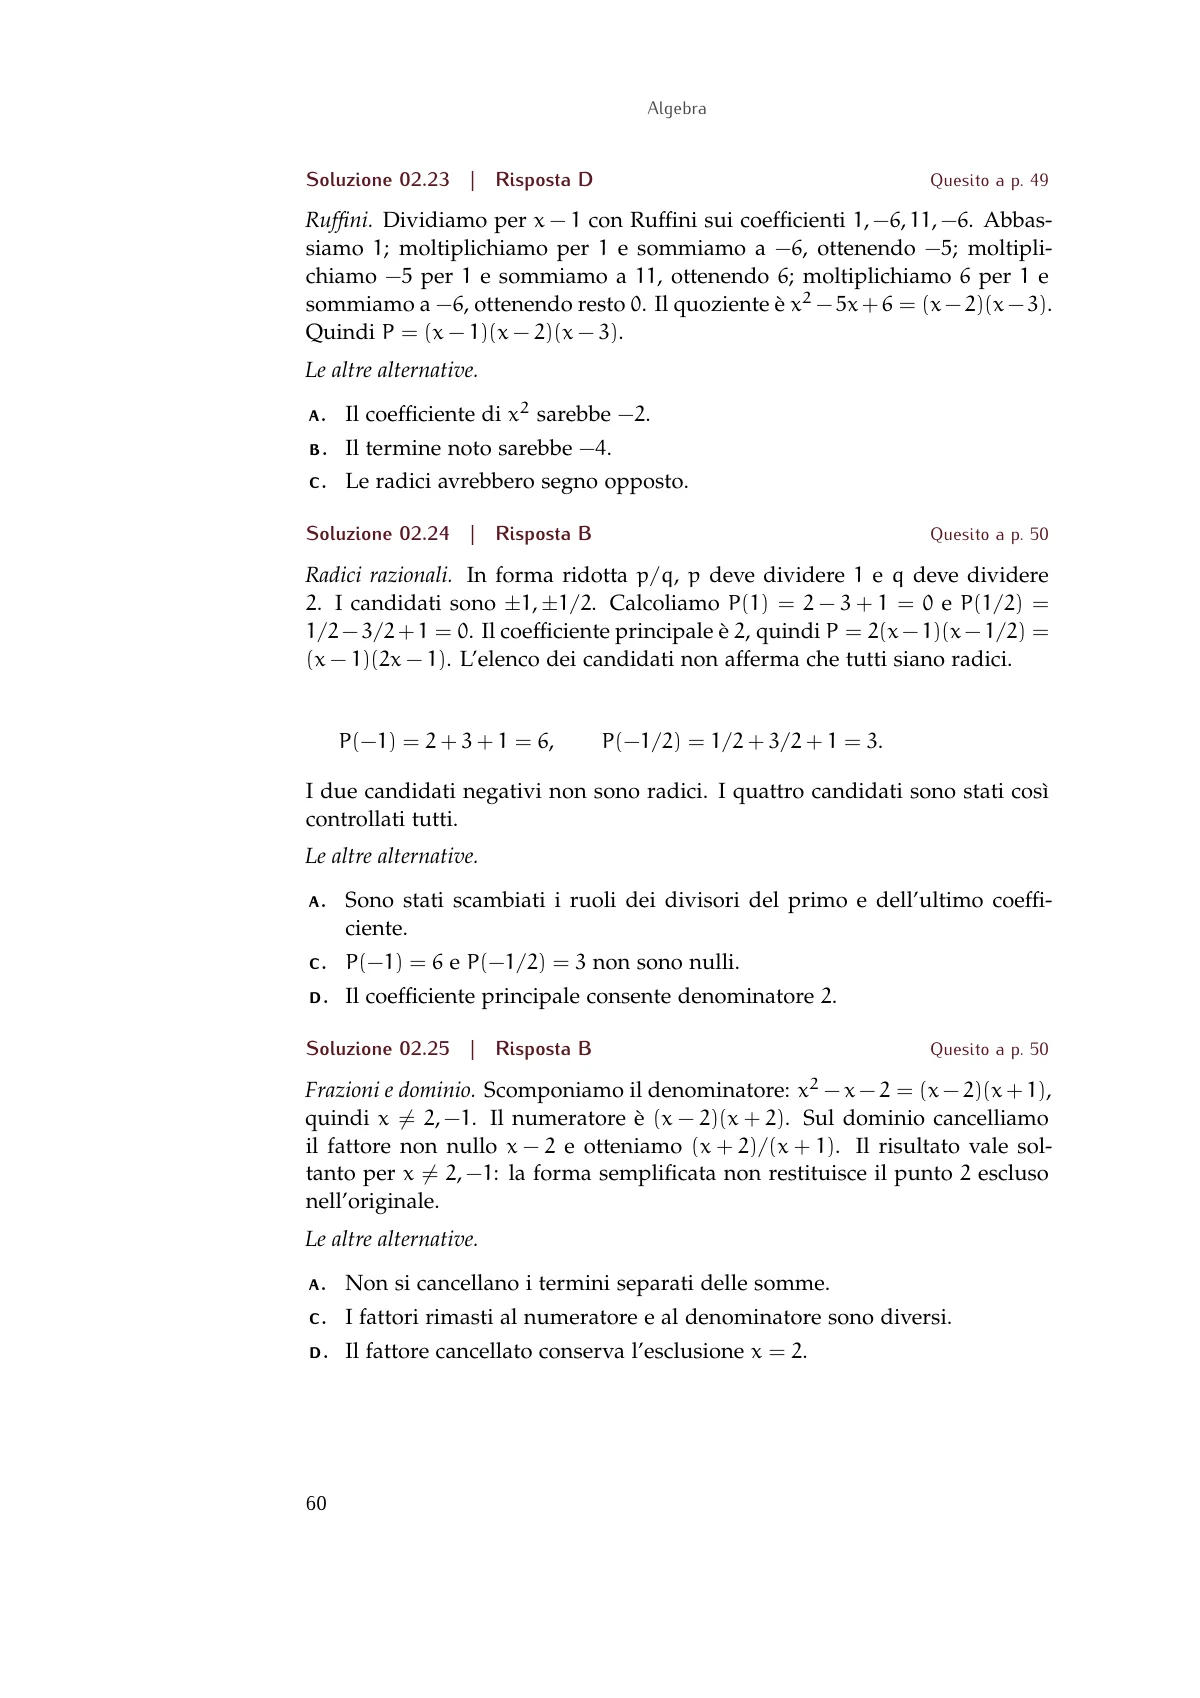 Algebra
Soluzione 02.23 | Risposta D Quesito a p. 49
Ruffini. Dividiamo per x − 1 con Ruffini sui coefficienti 1, −6, 11, −6. Abbas-
siamo 1; moltiplichiamo per 1 e sommiamo a −6, ottenendo −5; moltipli-
chiamo −5 per 1 e sommiamo a 11, ottenendo 6; moltiplichiamo 6 per 1 e
sommiamo a −6, ottenendo resto 0. Il quoziente è x² − 5x + 6 = (x − 2)(x − 3).
Quindi P = (x − 1)(x − 2)(x − 3).
Le altre alternative.
A. Il coefficiente di x² sarebbe −2.
B. Il termine noto sarebbe −4.
C. Le radici avrebbero segno opposto.
Soluzione 02.24 | Risposta B Quesito a p. 50
Radici razionali. In forma ridotta p/q, p deve dividere 1 e q deve dividere
2. I candidati sono ±1, ±1/2. Calcoliamo P(1) = 2 − 3 + 1 = 0 e P(1/2) =
1/2 − 3/2 + 1 = 0. Il coefficiente principale è 2, quindi P = 2(x − 1)(x − 1/2) =
(x − 1)(2x − 1). L'elenco dei candidati non afferma che tutti siano radici.
P(−1) = 2 + 3 + 1 = 6, P(−1/2) = 1/2 + 3/2 + 1 = 3.
I due candidati negativi non sono radici. I quattro candidati sono stati così
controllati tutti.
Le altre alternative.
A. Sono stati scambiati i ruoli dei divisori del primo e dell'ultimo coeffi-
ciente.
C. P(−1) = 6 e P(−1/2) = 3 non sono nulli.
D. Il coefficiente principale consente denominatore 2.
Soluzione 02.25 | Risposta B Quesito a p. 50
Frazioni e dominio. Scomponiamo il denominatore: x² − x − 2 = (x − 2)(x + 1),
quindi x ≠ 2, −1. Il numeratore è (x − 2)(x + 2). Sul dominio cancelliamo
il fattore non nullo x − 2 e otteniamo (x + 2)/(x + 1). Il risultato vale sol-
tanto per x ≠ 2, −1: la forma semplificata non restituisce il punto 2 escluso
nell'originale.
Le altre alternative.
A. Non si cancellano i termini separati delle somme.
C. I fattori rimasti al numeratore e al denominatore sono diversi.
D. Il fattore cancellato conserva l'esclusione x = 2.
60